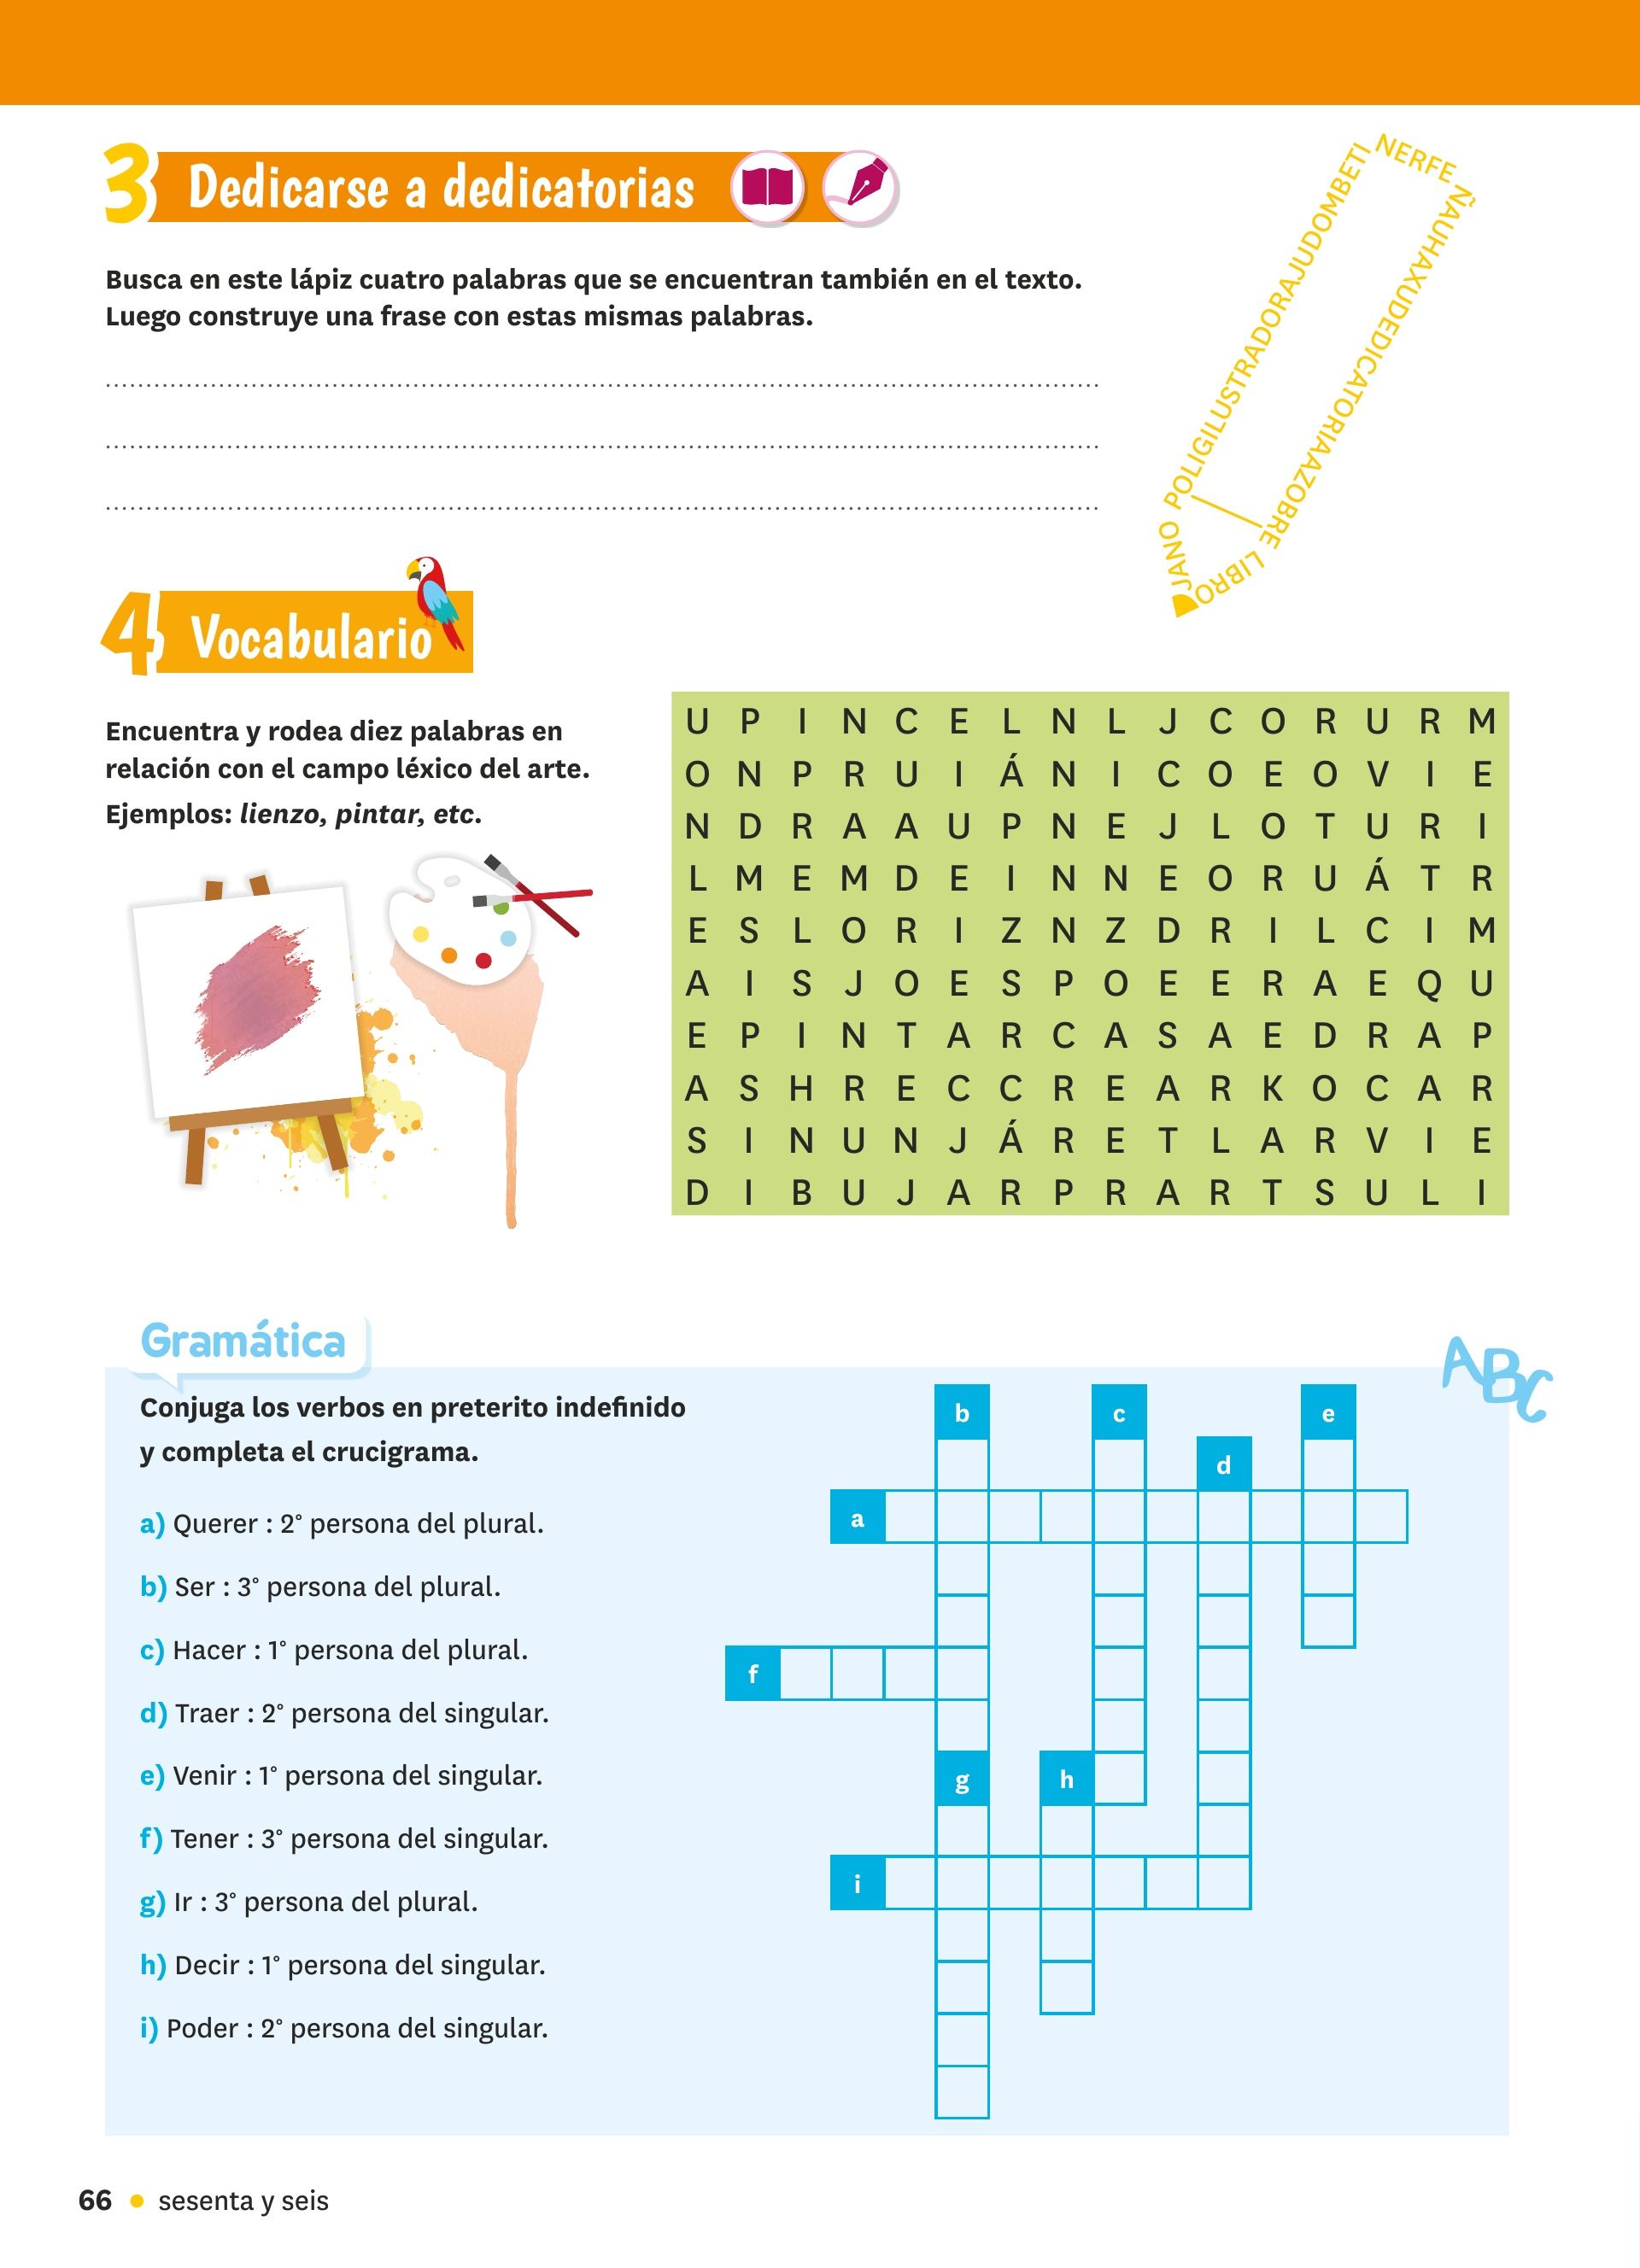 3 Dedicarse a dedicatorias
Busca en este lápiz cuatro palabras que se encuentran también en el texto.
Luego construye una frase con estas mismas palabras.
JANO
POLIGILUSTRADORAJUDOMBETI
NERFE
ÑAUHAXUDEDICATORIAAZOBRE
LIBRO
4 Vocabulario
Encuentra y rodea diez palabras en
relación con el campo léxico del arte.
Ejemplos: lienzo, pintar, etc.
U P I N C E L N L J C O R U R M
O N P R U I Á N I C O E O V I E
N D R A A U P N E J L O T U R I
L M E M D E I N N E O R U Á T R
E S L O R I Z N Z D R I L C I M
A I S J O E S P O E E R A E Q U
E P I N T A R C A S A E D R A P
A S H R E C C R E A R K O C A R
S I N U N J Á R E T L A R V I E
D I B U J A R P R A R T S U L I
Gramática
ABC
Conjuga los verbos en preterito indefinido
y completa el crucigrama.
a) Querer : 2° persona del plural.
b) Ser : 3° persona del plural.
c) Hacer : 1° persona del plural.
d) Traer : 2° persona del singular.
e) Venir : 1° persona del singular.
f) Tener : 3° persona del singular.
g) Ir : 3° persona del plural.
h) Decir : 1° persona del singular.
i) Poder : 2° persona del singular.
b c e
d
a
f
g h
i
66 • sesenta y seis